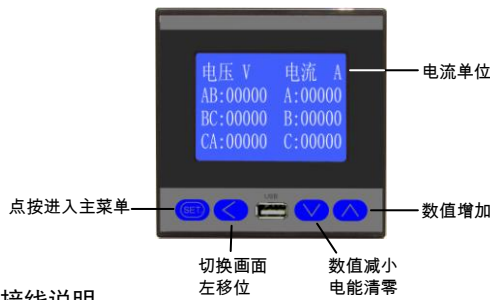 电压 V 电流 A
AB:00000 A:00000
BC:00000 B:00000
CA:00000 C:00000
电流单位
点按进入主菜单
SET
USB
数值增加
切换画面
左移位
数值减小
电能清零
接线说明